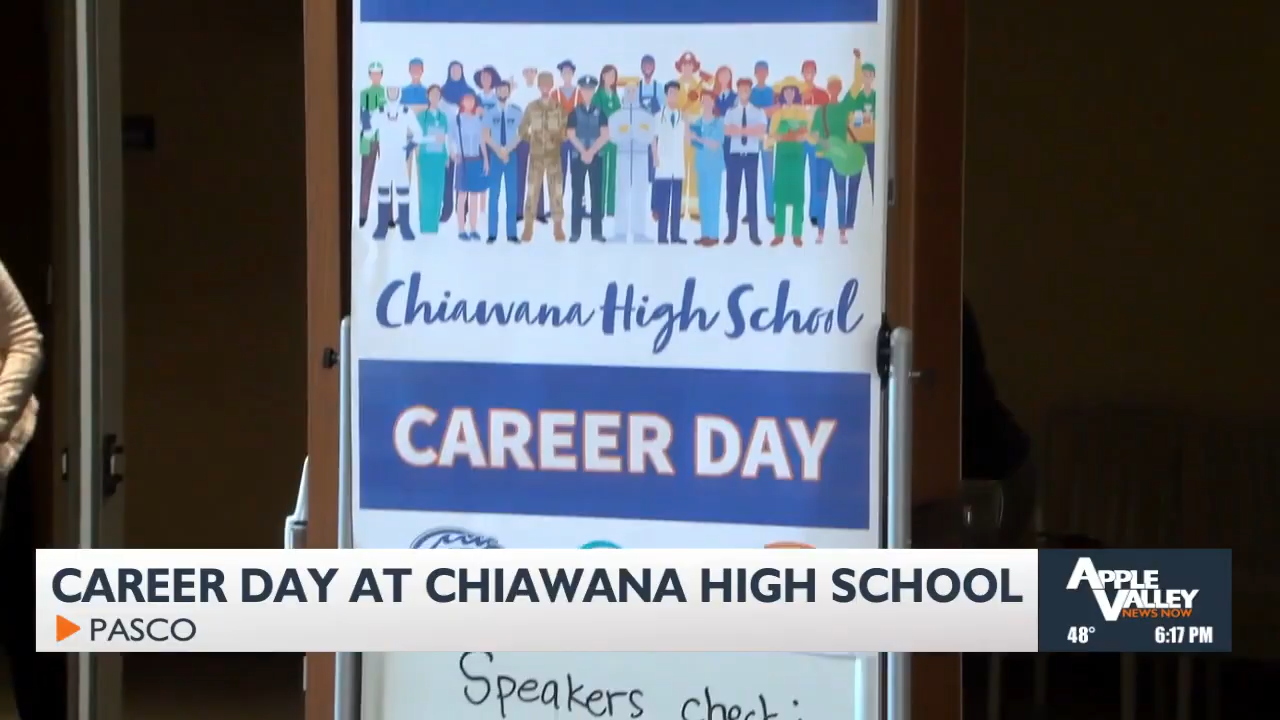 Chiawana High School
CAREER DAY
CAREER DAY AT CHIAWANA HIGH SCHOOL
PASCO
APPLE
VALLEY
NEWS NOW
48° 6:17 PM
Speakers